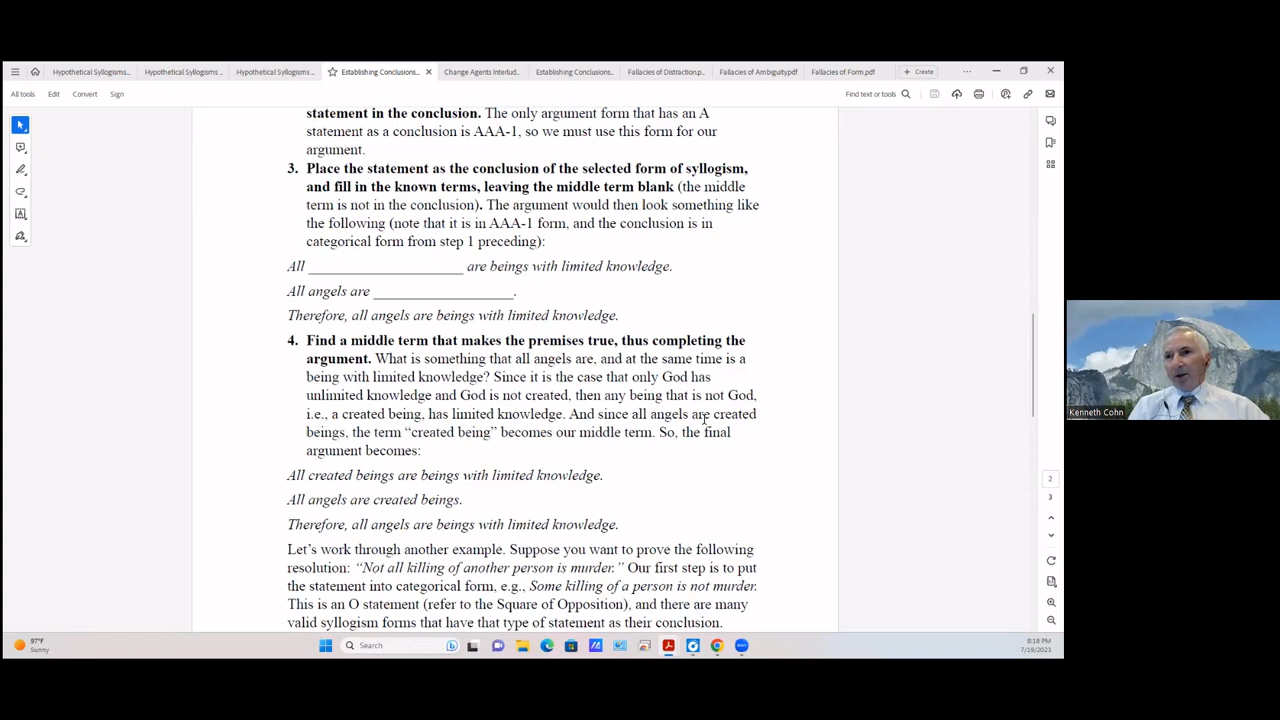 Hypothetical Syllogisms...
Hypothetical Syllogisms ...
Hypothetical Syllogisms ...
Establishing Conclusions...
Change Agents Interlud...
Establishing Conclusions...
Fallacies of Distraction.p...
Fallacies of Ambiguity.pdf
Fallacies of Form.pdf
+ Create
All tools
Edit
Convert
Sign
Find text or tools
statement in the conclusion. The only argument form that has an A
statement as a conclusion is AAA-1, so we must use this form for our
argument.
3. Place the statement as the conclusion of the selected form of syllogism,
and fill in the known terms, leaving the middle term blank (the middle
term is not in the conclusion). The argument would then look something like
the following (note that it is in AAA-1 form, and the conclusion is in
categorical form from step 1 preceding):
All ______________________ are beings with limited knowledge.
All angels are ____________________.
Therefore, all angels are beings with limited knowledge.
4. Find a middle term that makes the premises true, thus completing the
argument. What is something that all angels are, and at the same time is a
being with limited knowledge? Since it is the case that only God has
unlimited knowledge and God is not created, then any being that is not God,
i.e., a created being, has limited knowledge. And since all angels are created
beings, the term “created being” becomes our middle term. So, the final
argument becomes:
All created beings are beings with limited knowledge.
All angels are created beings.
Therefore, all angels are beings with limited knowledge.
Let’s work through another example. Suppose you want to prove the following
resolution: “Not all killing of another person is murder.” Our first step is to put
the statement into categorical form, e.g., Some killing of a person is not murder.
This is an O statement (refer to the Square of Opposition), and there are many
valid syllogism forms that have that type of statement as their conclusion.
2
3
Kenneth Cohn
97°F
Sunny
Search
8:18 PM
7/19/2023